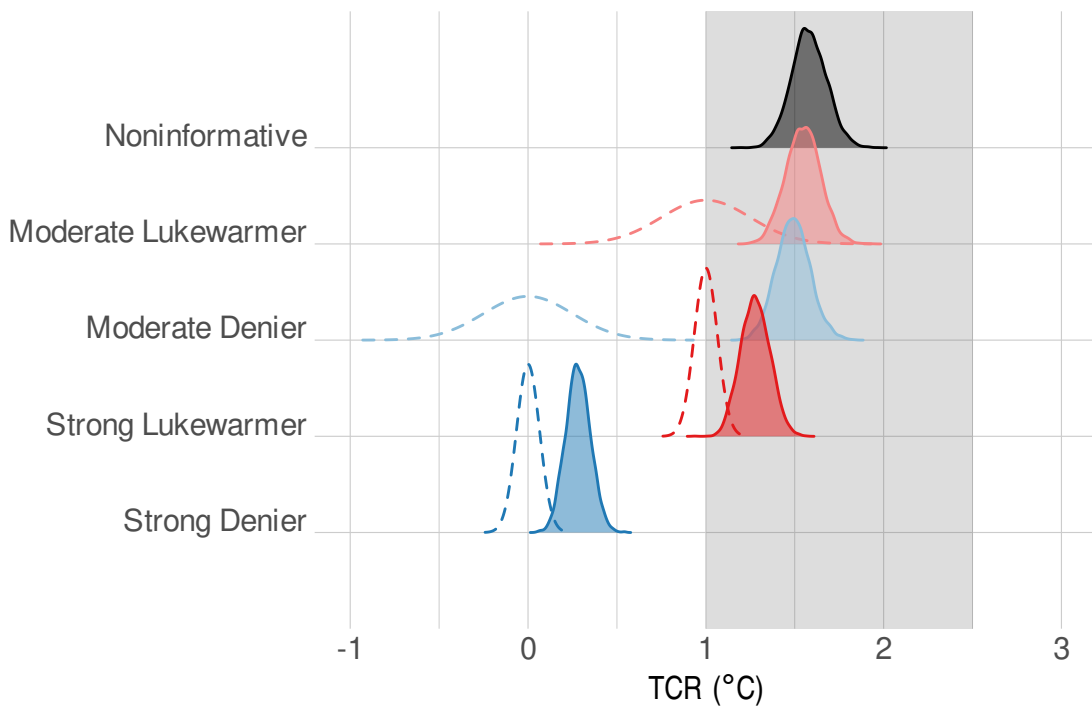 Noninformative
Moderate Lukewarmer
Moderate Denier
Strong Lukewarmer
Strong Denier
-1 0 1 2 3
TCR (°C)